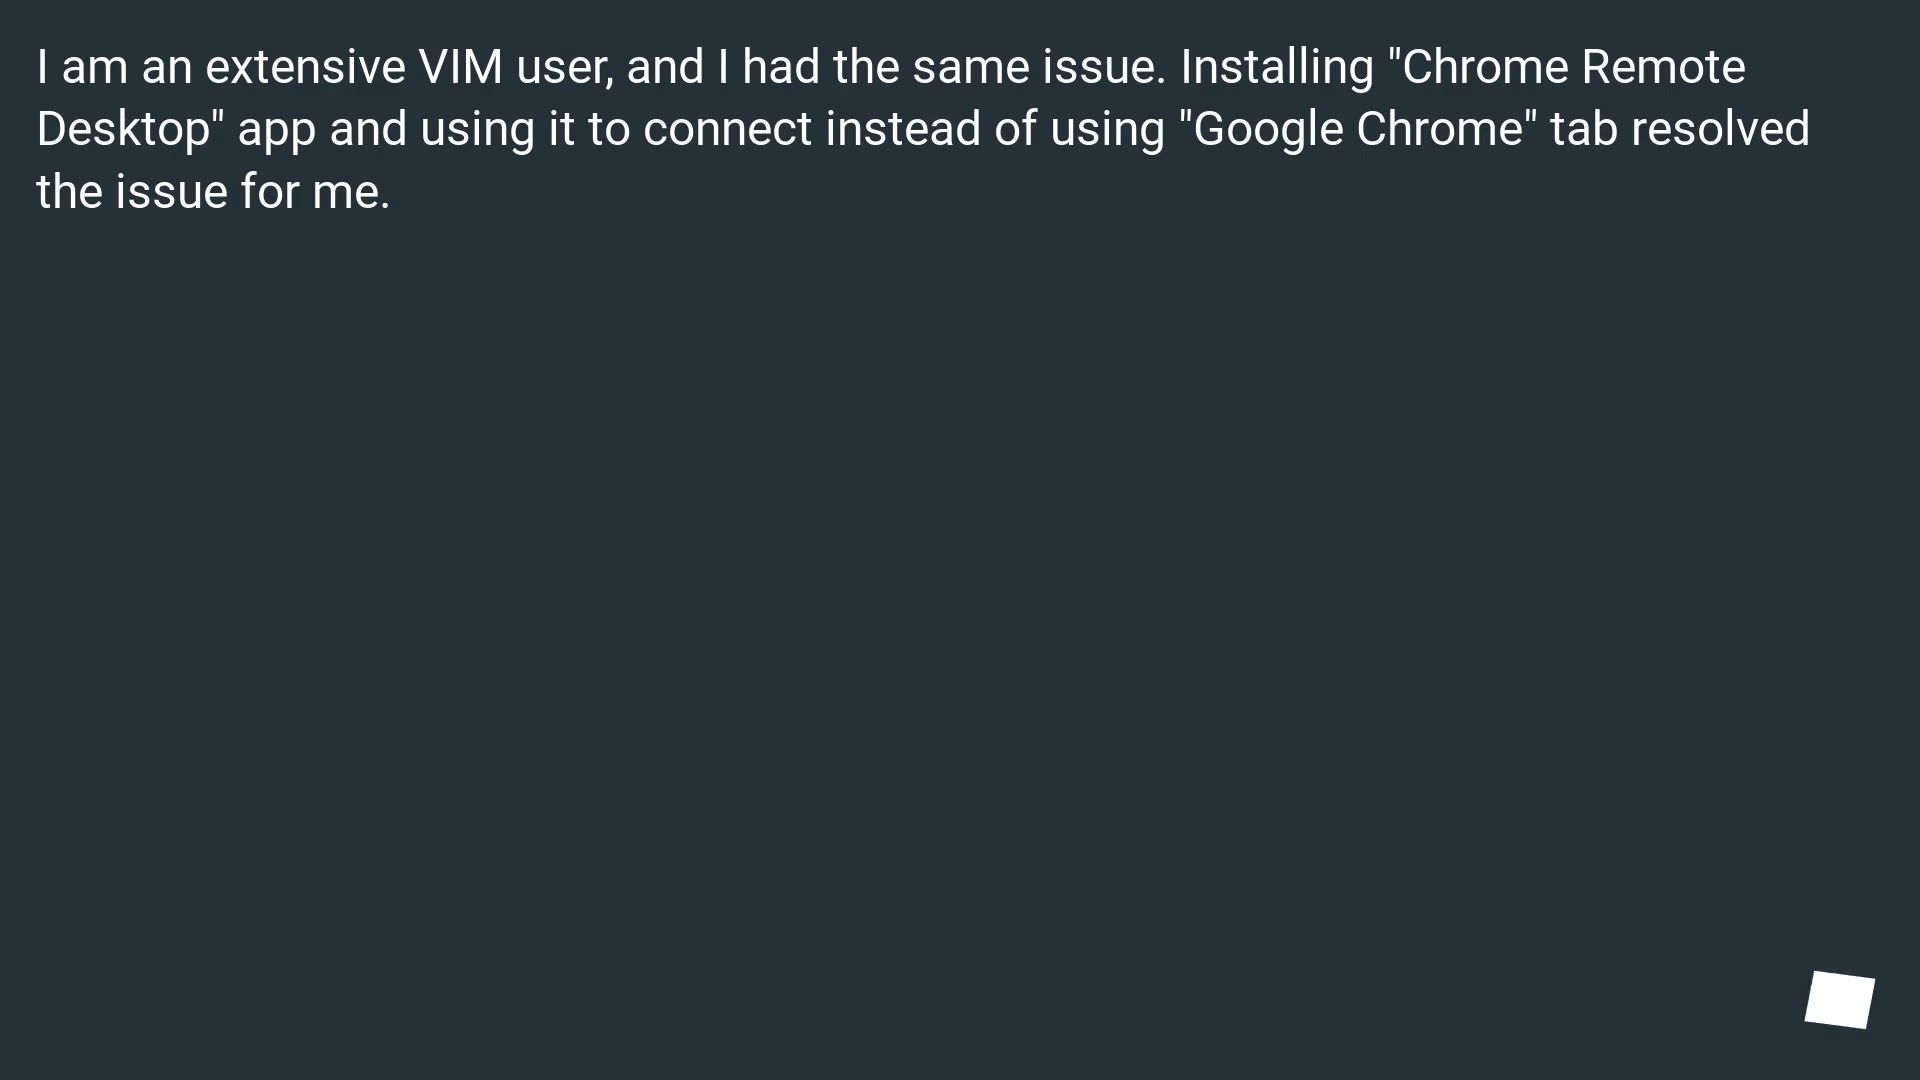 I am an extensive VIM user, and I had the same issue. Installing "Chrome Remote
Desktop" app and using it to connect instead of using "Google Chrome" tab resolved
the issue for me.